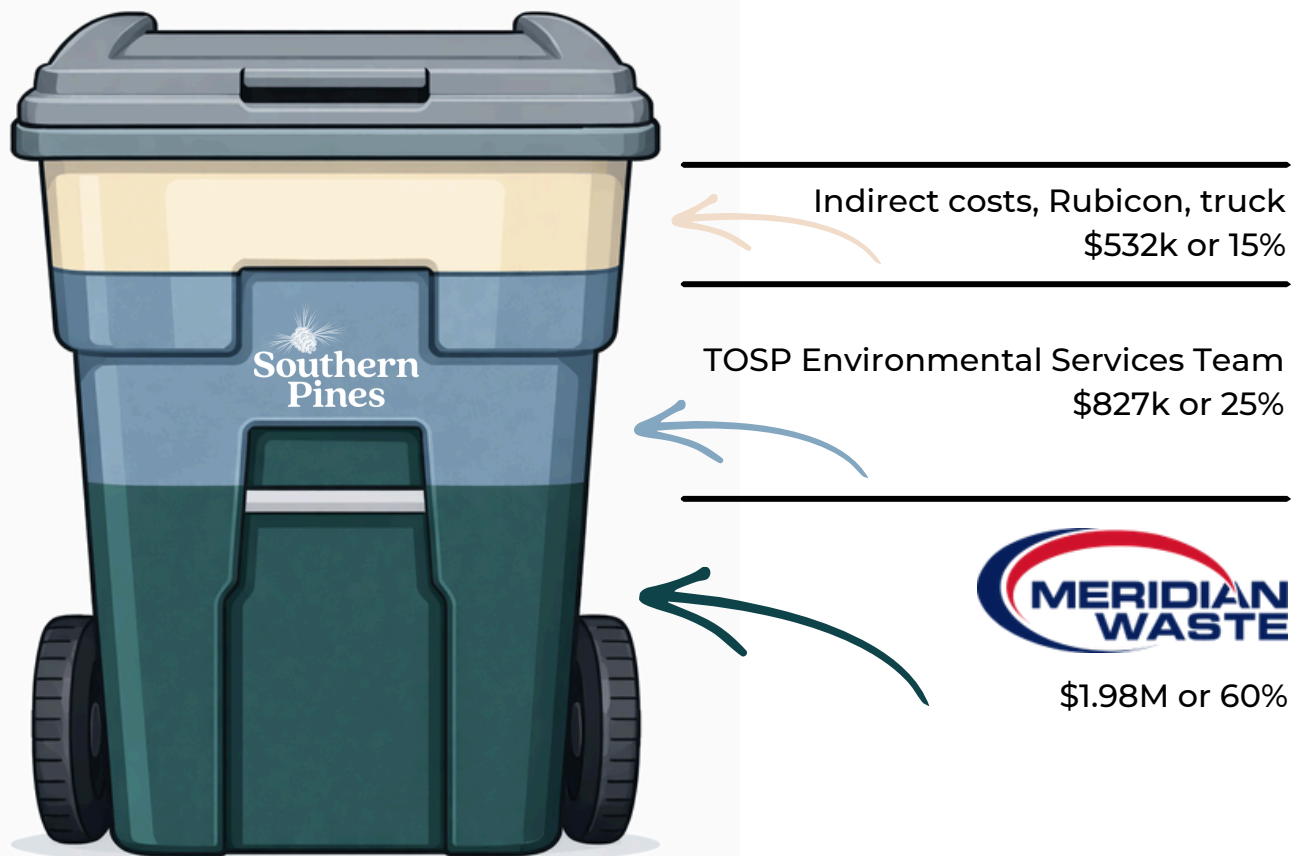 Indirect costs, Rubicon, truck
$532k or 15%
Southern
Pines
TOSP Environmental Services Team
$827k or 25%
MERIDIAN
WASTE
$1.98M or 60%